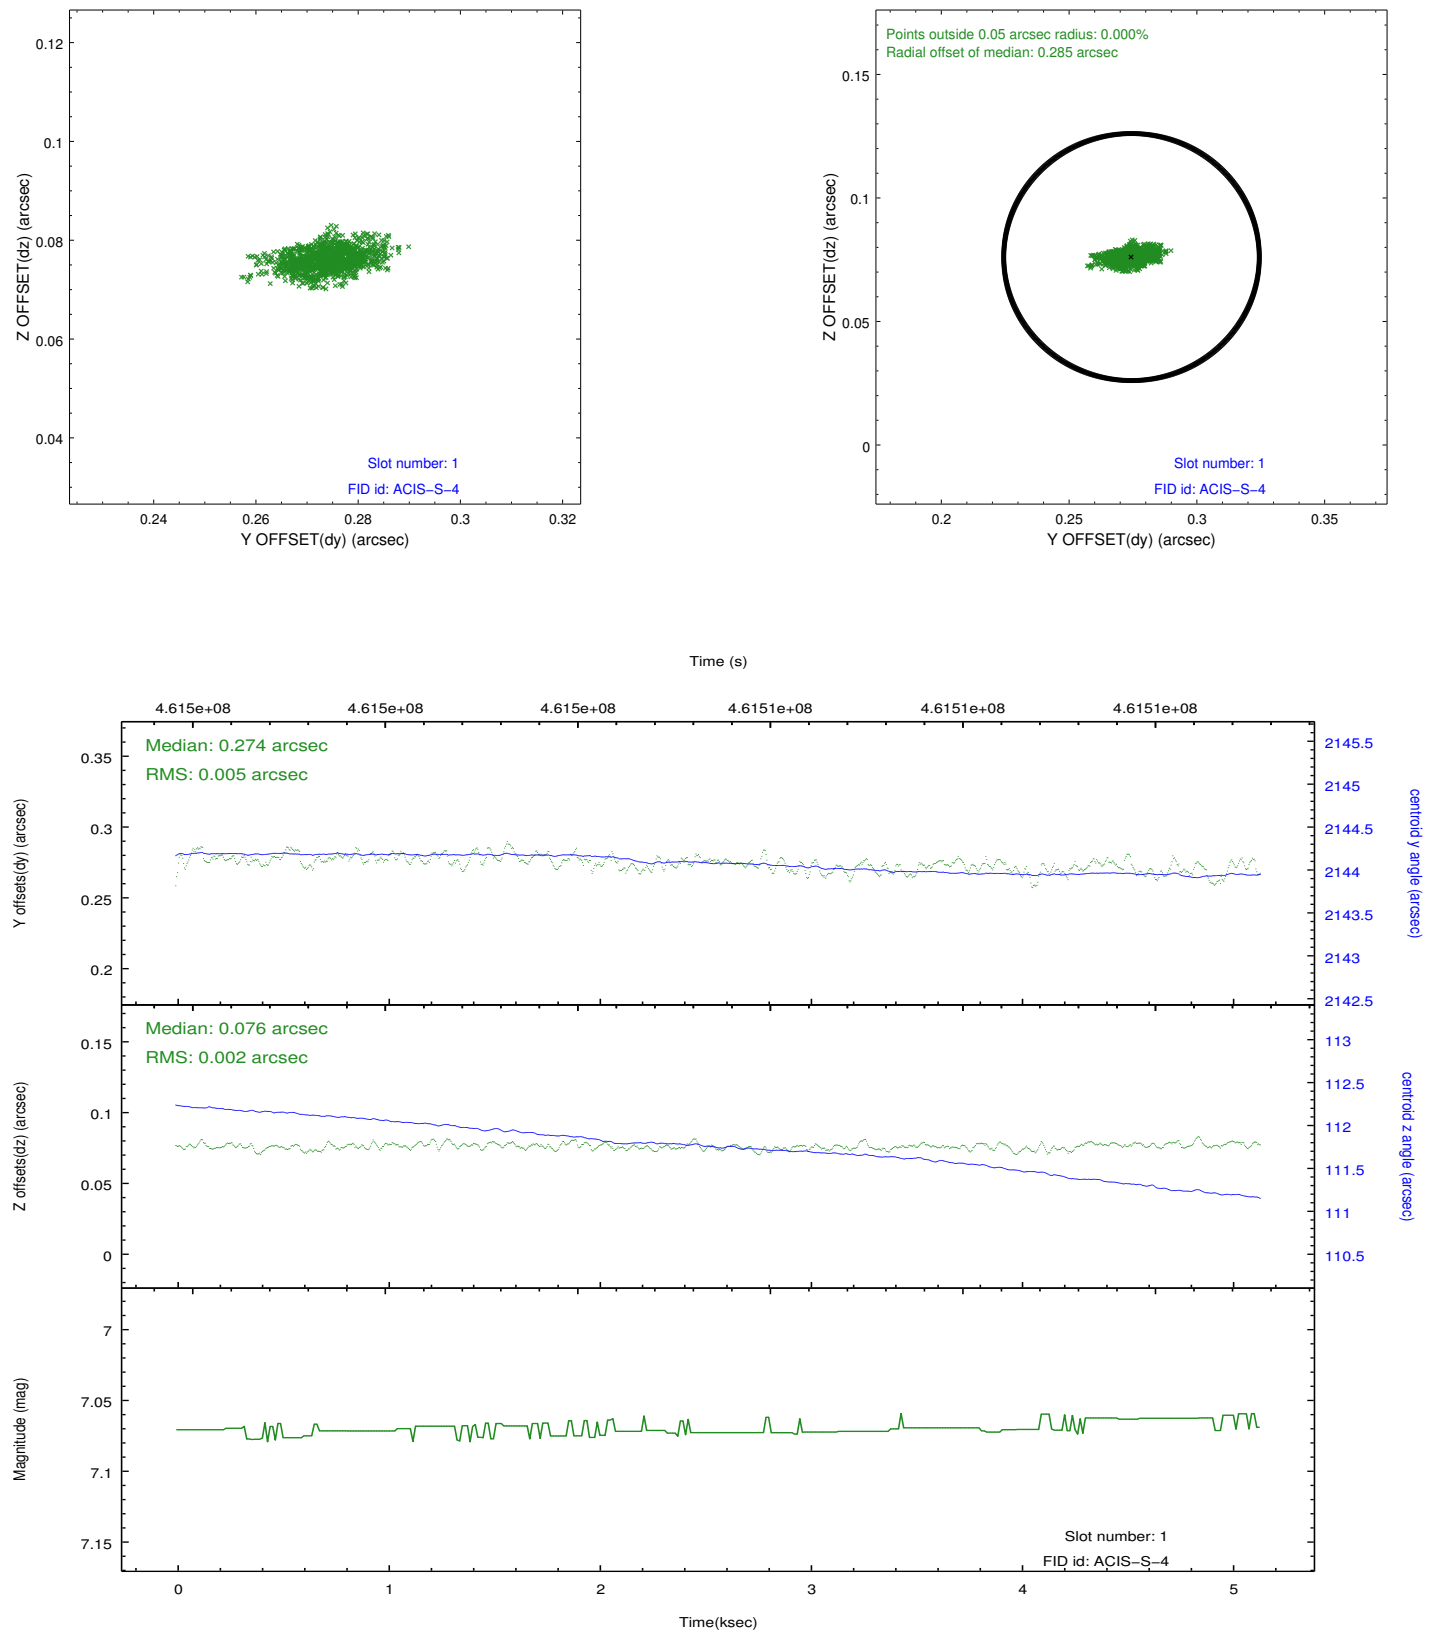 0.12
0.1
0.08
0.06
0.04
Z OFFSET(dz) (arcsec)
Slot number: 1
FID id: ACIS−S−4
0.24 0.26 0.28 0.3 0.32
Y OFFSET(dy) (arcsec)
Points outside 0.05 arcsec radius: 0.000%
Radial offset of median: 0.285 arcsec
0.15
0.1
0.05
0
Z OFFSET(dz) (arcsec)
Slot number: 1
FID id: ACIS−S−4
0.2 0.25 0.3 0.35
Y OFFSET(dy) (arcsec)
Time (s)
4.615e+08 4.615e+08 4.615e+08 4.6151e+08 4.6151e+08 4.6151e+08
Median: 0.274 arcsec
RMS: 0.005 arcsec
0.35
0.3
0.25
0.2
Y offsets(dy) (arcsec)
2145.5
2145
2144.5
2144
2143.5
2143
2142.5
centroid y angle (arcsec)
Median: 0.076 arcsec
RMS: 0.002 arcsec
0.15
0.1
0.05
0
Z offsets(dz) (arcsec)
113
112.5
112
111.5
111
110.5
centroid z angle (arcsec)
7
7.05
7.1
7.15
Magnitude (mag)
Slot number: 1
FID id: ACIS−S−4
0 1 2 3 4 5
Time(ksec)